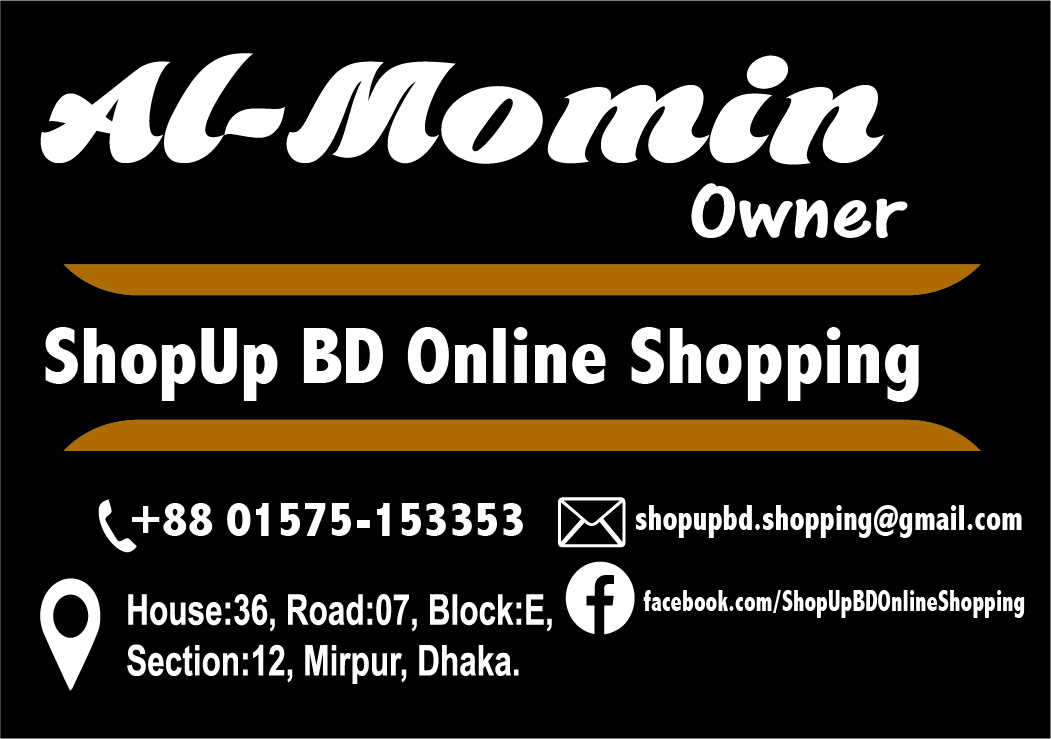 Al-Momin
Owner
ShopUp BD Online Shopping
+88 01575-153353
shopupbd.shopping@gmail.com
House:36, Road:07, Block:E,
Section:12, Mirpur, Dhaka.
facebook.com/ShopUpBDOnlineShopping